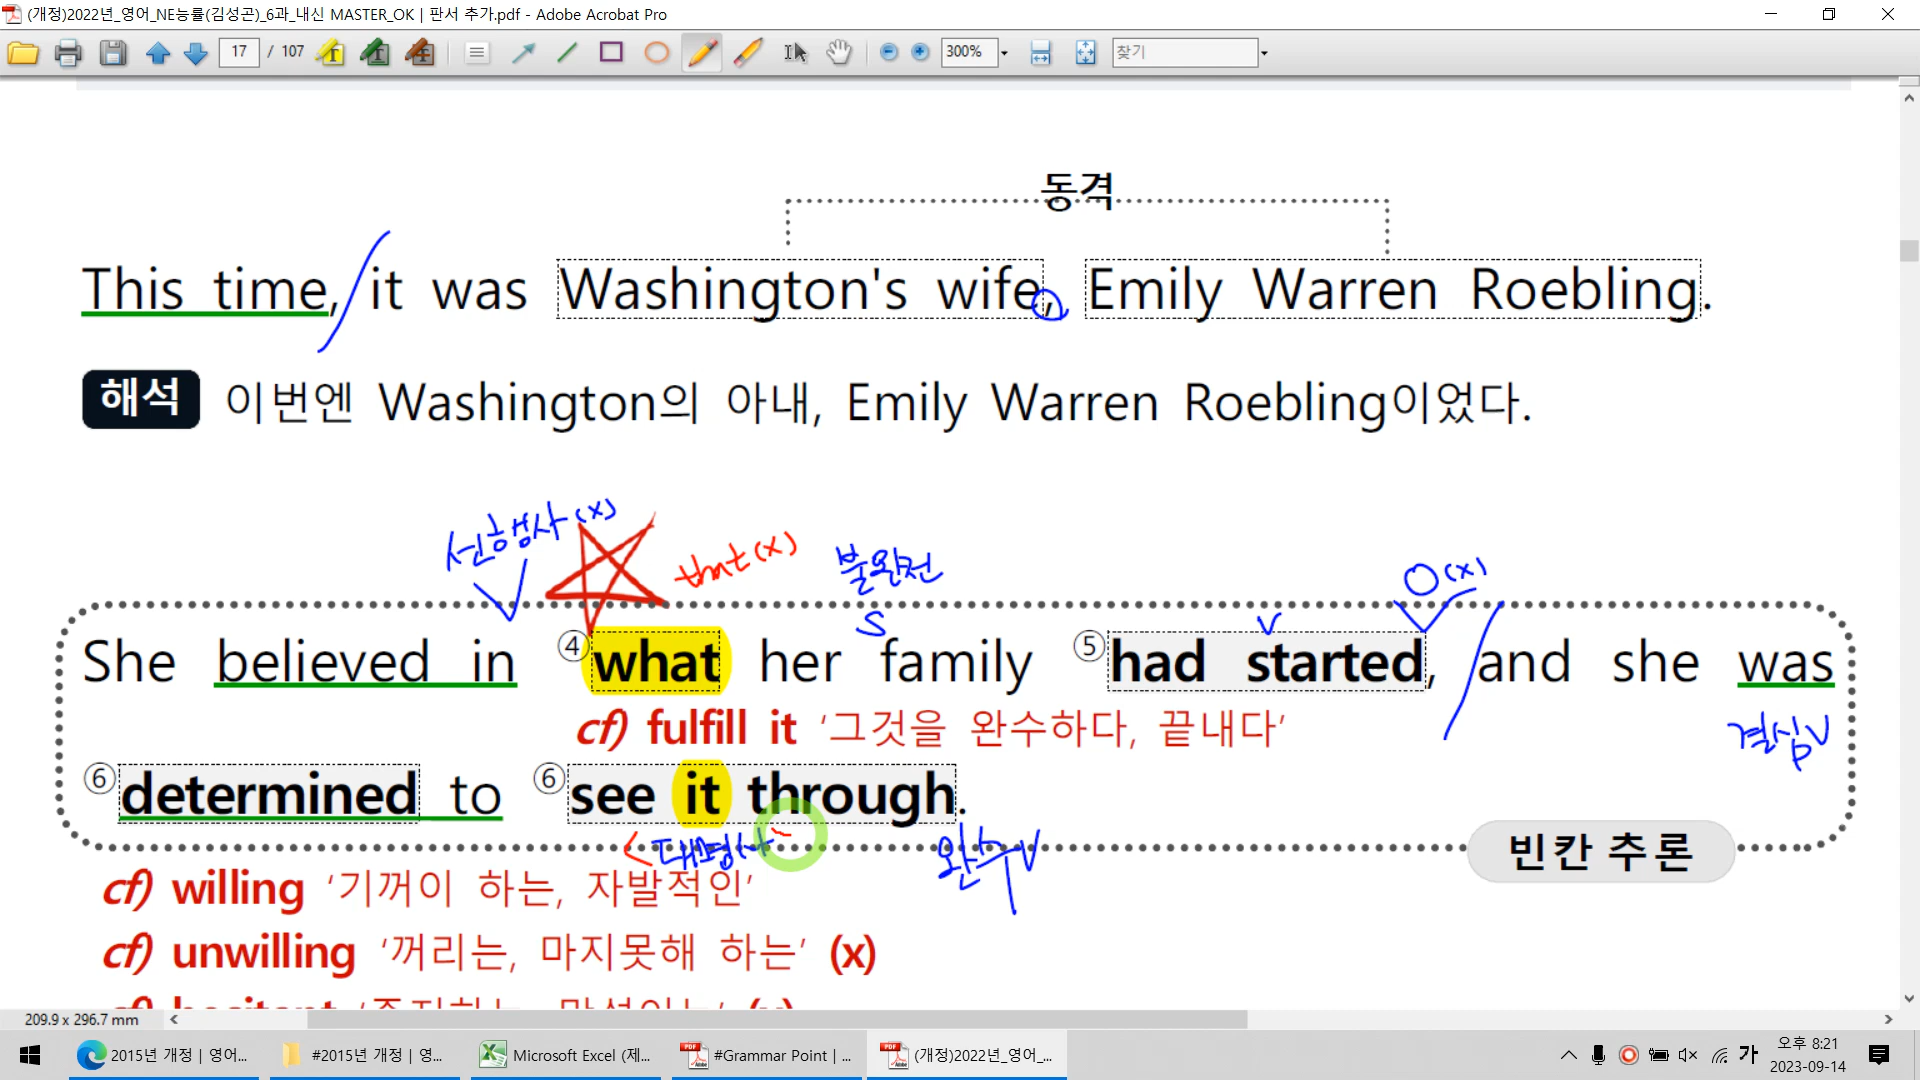 (개정)2022년_영어_NE능률(김성곤)_6과_내신 MASTER_OK | 판서 추가.pdf - Adobe Acrobat Pro
17 / 107
300%
찾기
동격
This time, it was Washington's wife, Emily Warren Roebling.
해석 이번엔 Washington의 아내, Emily Warren Roebling이었다.
선행사(x)
that(x)
불완전
O(x)
S
V
She believed in ④what her family ⑤had started, and she was
cf) fulfill it '그것을 완수하다, 끝내다'
결심V
⑥determined to ⑥see it through.
대명사
완수V
빈칸 추론
cf) willing '기꺼이 하는, 자발적인'
cf) unwilling '꺼리는, 마지못해 하는' (x)
209.9 x 296.7 mm
2015년 개정 | 영어...
#2015년 개정 | 영...
Microsoft Excel (제...
#Grammar Point | ...
(개정)2022년_영어_...
가
오후 8:21
2023-09-14